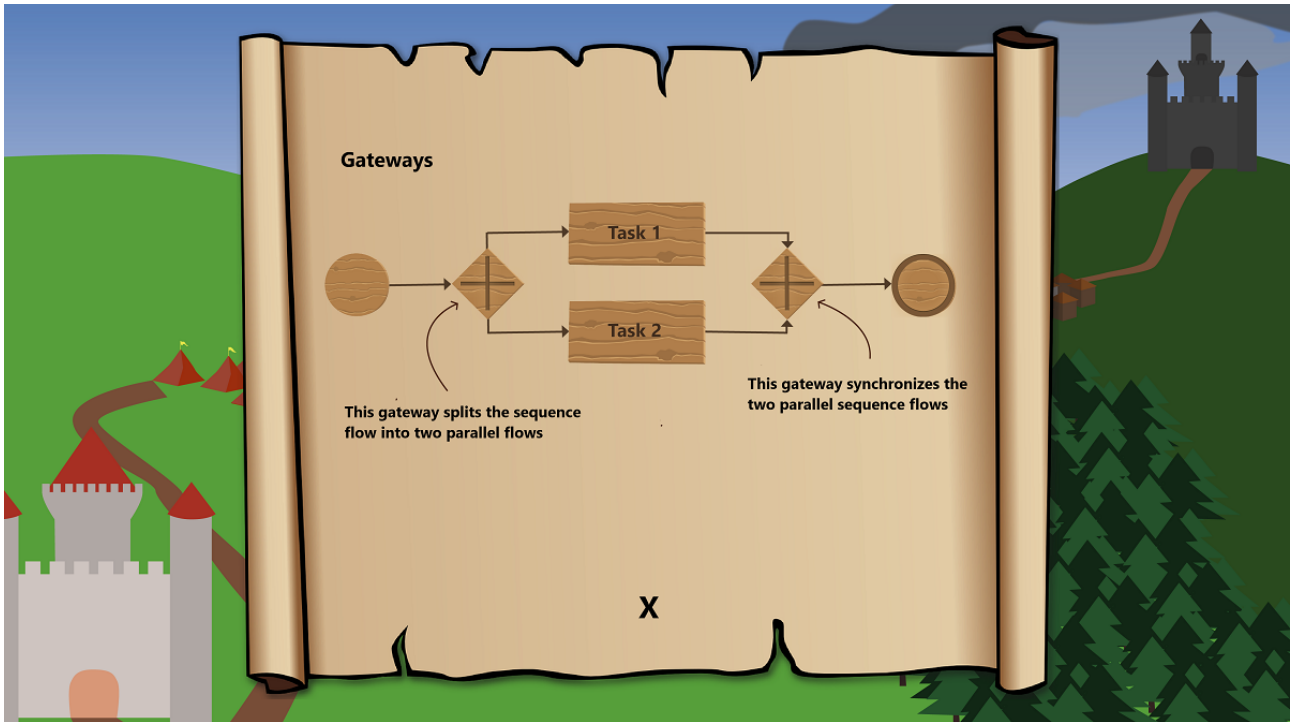 Gateways
Task 1
Task 2
This gateway synchronizes the
two parallel sequence flows
This gateway splits the sequence
flow into two parallel flows
X